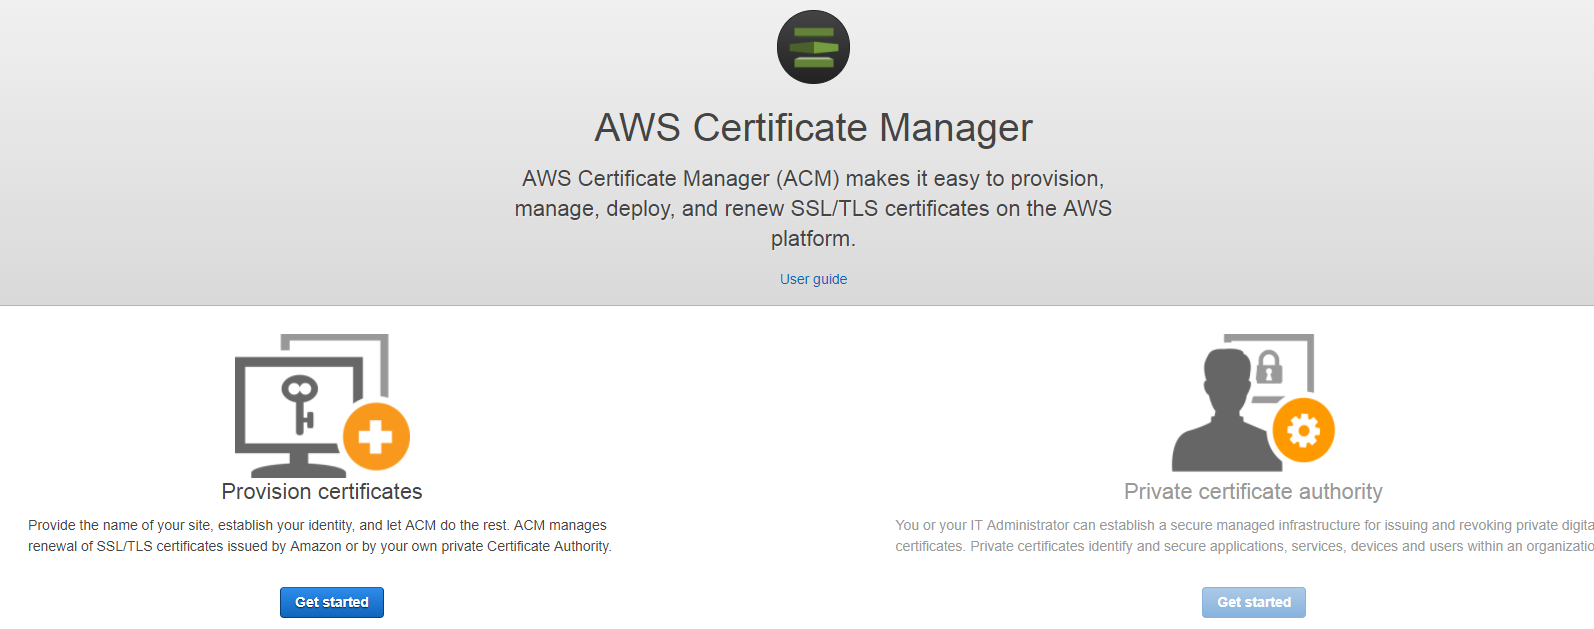 AWS Certificate Manager
AWS Certificate Manager (ACM) makes it easy to provision,
manage, deploy, and renew SSL/TLS certificates on the AWS
platform.
User guide
Provision certificates
Provide the name of your site, establish your identity, and let ACM do the rest. ACM manages
renewal of SSL/TLS certificates issued by Amazon or by your own private Certificate Authority.
Get started
Private certificate authority
You or your IT Administrator can establish a secure managed infrastructure for issuing and revoking private digita
certificates. Private certificates identify and secure applications, services, devices and users within an organizatio
Get started